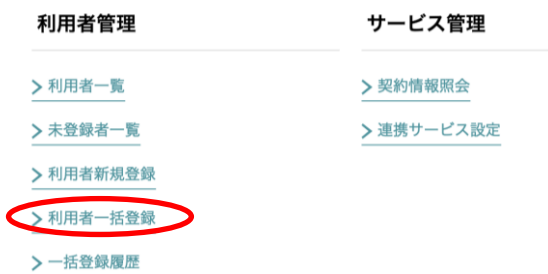 利用者管理
利用者一覧
未登録者一覧
利用者新規登録
利用者一括登録
一括登録履歴
サービス管理
契約情報照会
連携サービス設定